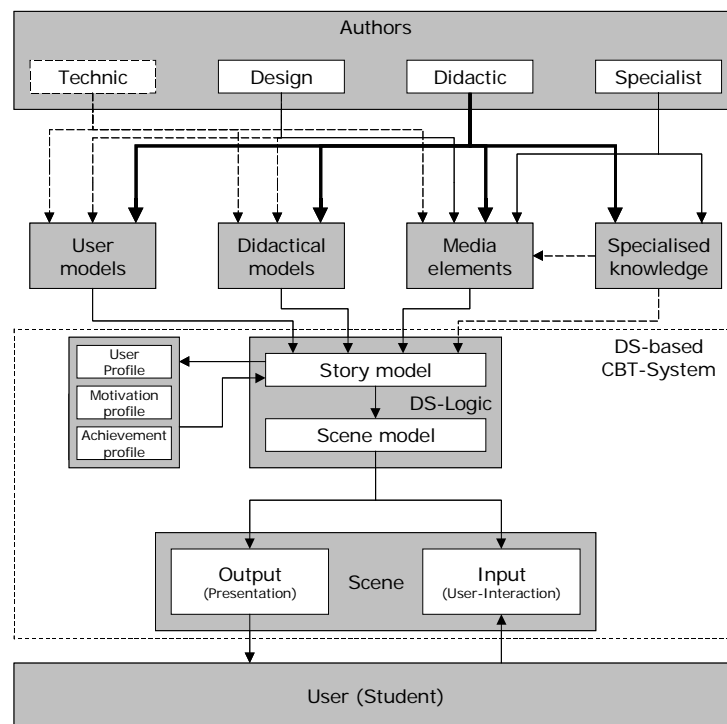 Authors
Technic
Design
Didactic
Specialist
User
models
Didactical
models
Media
elements
Specialised
knowledge
DS-based
CBT-System
User
Profile
Motivation
profile
Achievement
profile
Story model
DS-Logic
Scene model
Output
(Presentation)
Scene
Input
(User-Interaction)
User (Student)